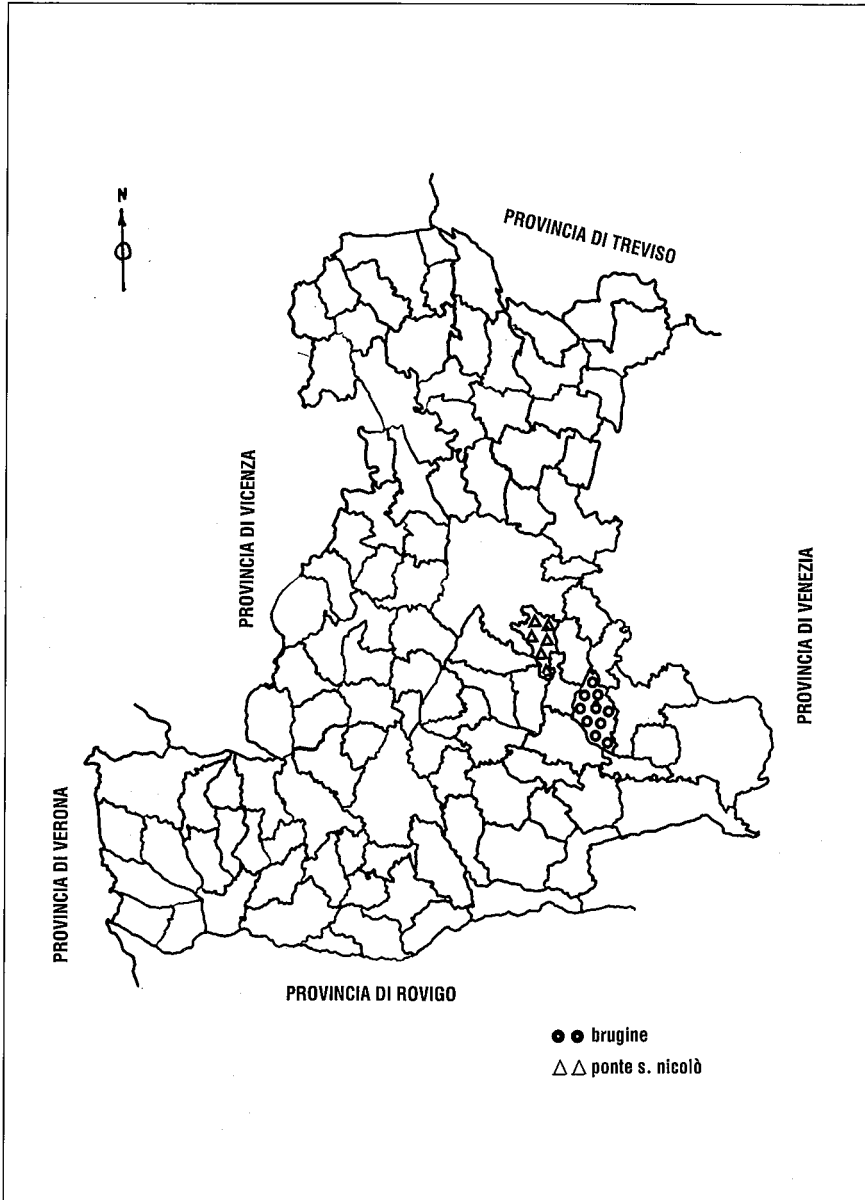 N
PROVINCIA DI TREVISO
PROVINCIA DI VICENZA
PROVINCIA DI VENEZIA
PROVINCIA DI VERONA
PROVINCIA DI ROVIGO
brugine
ponte s. nicolò